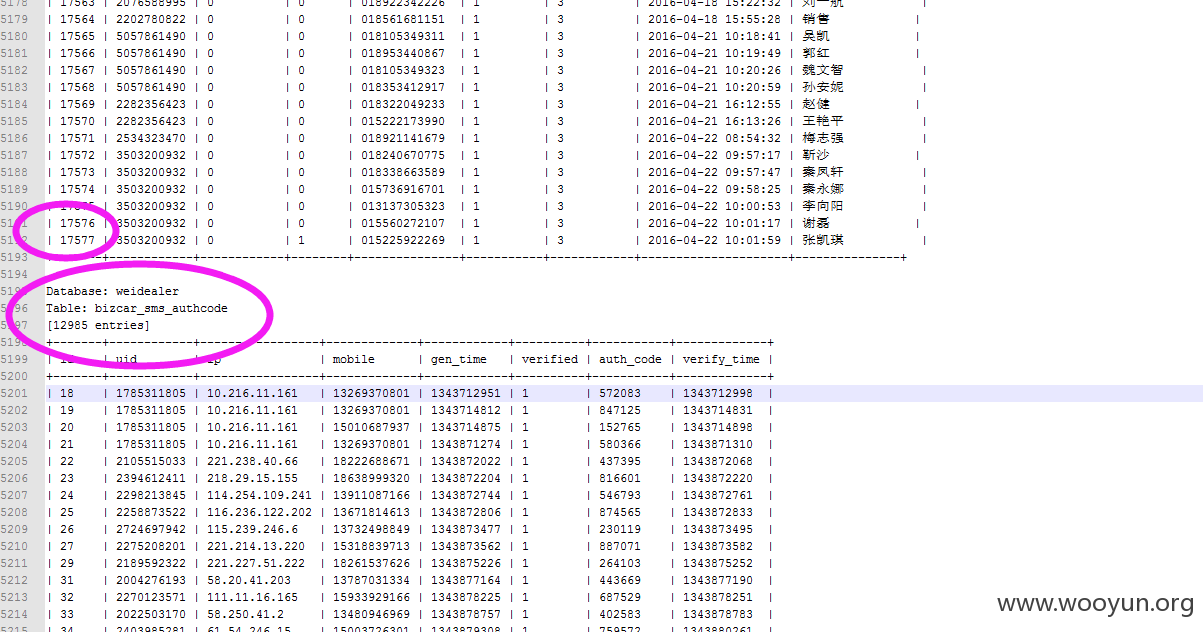 5178 | 17563 | 2076588995 | 0 | 0 | 018922342226 | 1 | 3 | 2016-04-18 15:22:32 | 刘一航 |
5179 | 17564 | 2202780822 | 0 | 0 | 018561681151 | 1 | 3 | 2016-04-18 15:55:28 | 销售 |
5180 | 17565 | 5057861490 | 0 | 0 | 018105349311 | 1 | 3 | 2016-04-21 10:18:41 | 吴凯 |
5181 | 17566 | 5057861490 | 0 | 0 | 018953440867 | 1 | 3 | 2016-04-21 10:19:49 | 郭红 |
5182 | 17567 | 5057861490 | 0 | 0 | 018105349323 | 1 | 3 | 2016-04-21 10:20:26 | 魏文智 |
5183 | 17568 | 5057861490 | 0 | 0 | 018353412917 | 1 | 3 | 2016-04-21 10:20:59 | 孙安妮 |
5184 | 17569 | 2282356423 | 0 | 0 | 018322049233 | 1 | 3 | 2016-04-21 16:12:55 | 赵健 |
5185 | 17570 | 2282356423 | 0 | 0 | 015222173990 | 1 | 3 | 2016-04-21 16:13:26 | 王艳平 |
5186 | 17571 | 2534323470 | 0 | 0 | 018921141679 | 1 | 3 | 2016-04-22 08:54:32 | 梅志强 |
5187 | 17572 | 3503200932 | 0 | 0 | 018240670775 | 1 | 3 | 2016-04-22 09:57:17 | 靳沙 |
5188 | 17573 | 3503200932 | 0 | 0 | 018338663589 | 1 | 3 | 2016-04-22 09:57:47 | 秦凤轩 |
5189 | 17574 | 3503200932 | 0 | 0 | 015736916701 | 1 | 3 | 2016-04-22 09:58:25 | 秦永娜 |
5190 | 17575 | 3503200932 | 0 | 0 | 013137305323 | 1 | 3 | 2016-04-22 10:00:53 | 李向阳 |
| 17576 | 3503200932 | 0 | 0 | 015560272107 | 1 | 3 | 2016-04-22 10:01:17 | 谢磊 |
| 17577 | 3503200932 | 0 | 1 | 015225922269 | 1 | 3 | 2016-04-22 10:01:59 | 张凯琪 |
5193
5194
Database: weidealer
Table: bizcar_sms_authcode
[12985 entries]
5198
5199 | uid | mobile | gen_time | verified | auth_code | verify_time |
5200
5201 | 18 | 1785311805 | 10.216.11.161 | 13269370801 | 1343712951 | 1 | 572083 | 1343712998 |
5202 | 19 | 1785311805 | 10.216.11.161 | 13269370801 | 1343714812 | 1 | 847125 | 1343714831 |
5203 | 20 | 1785311805 | 10.216.11.161 | 15010687937 | 1343714875 | 1 | 152765 | 1343714898 |
5204 | 21 | 1785311805 | 10.216.11.161 | 13269370801 | 1343871274 | 1 | 580366 | 1343871310 |
5205 | 22 | 2105515033 | 221.238.40.66 | 18222688671 | 1343872022 | 1 | 437395 | 1343872068 |
5206 | 23 | 2394612411 | 218.29.15.155 | 18638999320 | 1343872204 | 1 | 816601 | 1343872220 |
5207 | 24 | 2298213845 | 114.254.109.241 | 13911087166 | 1343872744 | 1 | 546793 | 1343872761 |
5208 | 25 | 2258873522 | 116.236.122.202 | 13671814613 | 1343872806 | 1 | 874565 | 1343872833 |
5209 | 26 | 2724697942 | 115.239.246.6 | 13732498849 | 1343873477 | 1 | 230119 | 1343873495 |
5210 | 27 | 2275208201 | 221.214.13.220 | 15318839713 | 1343873562 | 1 | 887071 | 1343873582 |
5211 | 29 | 2189592322 | 221.227.51.222 | 18261537626 | 1343875226 | 1 | 264103 | 1343875252 |
5212 | 31 | 2004276193 | 58.20.41.203 | 13787031334 | 1343877164 | 1 | 443669 | 1343877190 |
5213 | 32 | 2270123571 | 111.11.16.165 | 15933929166 | 1343878225 | 1 | 687529 | 1343878251 |
5214 | 33 | 2022503170 | 58.250.41.2 | 13480946969 | 1343878757 | 1 | 402583 | 1343878783 |
5215 | 34 | 2403985281 | 61.54.246.15 | 15003726301 | 1343879308 | 1 | 759572 | 1343880261 |
www.wooyun.org